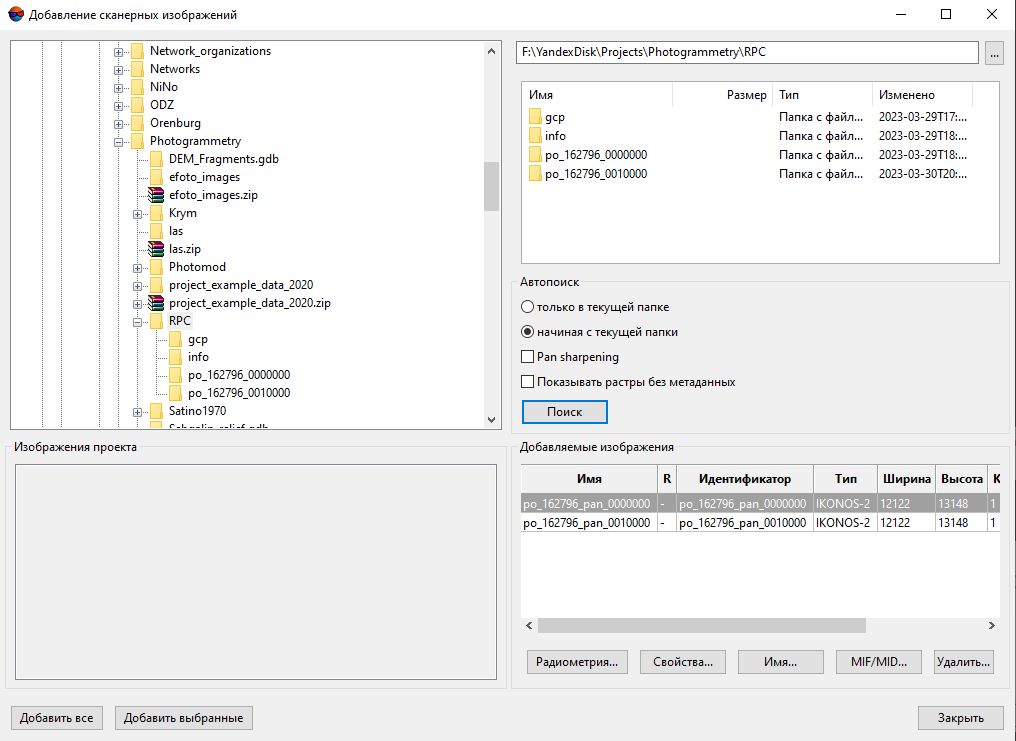 Добавление сканерных изображений
Network_organizations
Networks
NiNo
ODZ
Orenburg
Photogrammetry
DEM_Fragments.gdb
efoto_images
efoto_images.zip
Krym
las
las.zip
Photomod
project_example_data_2020
project_example_data_2020.zip
RPC
gcp
info
po_162796_0000000
po_162796_0010000
Satino1970
F:\YandexDisk\Projects\Photogrammetry\RPC
...
Имя Размер Тип Изменено
gcp Папка с файл... 2023-03-29T17:...
info Папка с файл... 2023-03-29T18:...
po_162796_0000000 Папка с файл... 2023-03-29T18:...
po_162796_0010000 Папка с файл... 2023-03-30T20:...
Автопоиск
только в текущей папке
начиная с текущей папки
Pan sharpening
Показывать растры без метаданных
Поиск
Изображения проекта
Добавляемые изображения
Имя R Идентификатор Тип Ширина Высота К
po_162796_pan_0000000 - po_162796_pan_0000000 IKONOS-2 12122 13148 1
po_162796_pan_0010000 - po_162796_pan_0010000 IKONOS-2 12122 13148 1
Радиометрия... Свойства... Имя... MIF/MID... Удалить...
Добавить все Добавить выбранные Закрыть